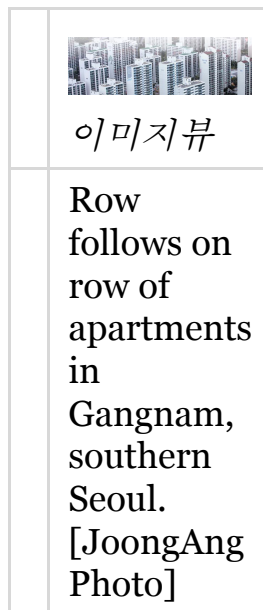 이미지뷰
Row
follows on
row of
apartments
in
Gangnam,
southern
Seoul.
[JoongAng
Photo]